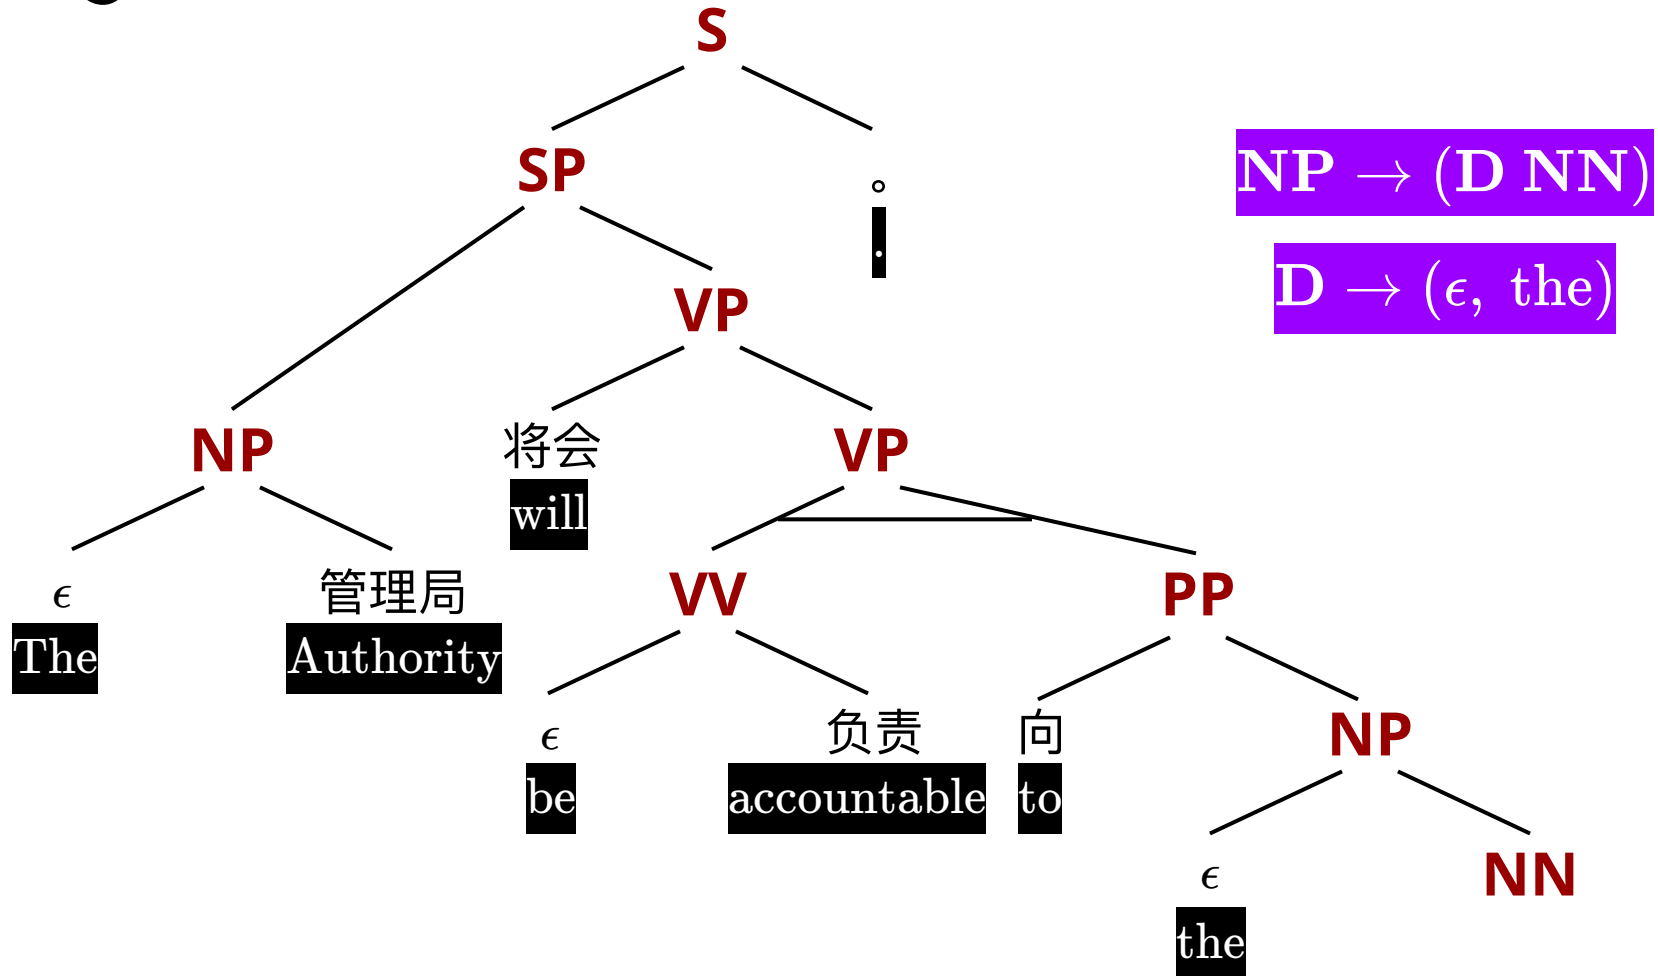 S
SP
。
.
NP → (D NN)
D → (ϵ, the)
VP
NP
将会
will
VP
ϵ
The
管理局
Authority
VV
PP
ϵ
be
负责
accountable
向
to
NP
ϵ
the
NN